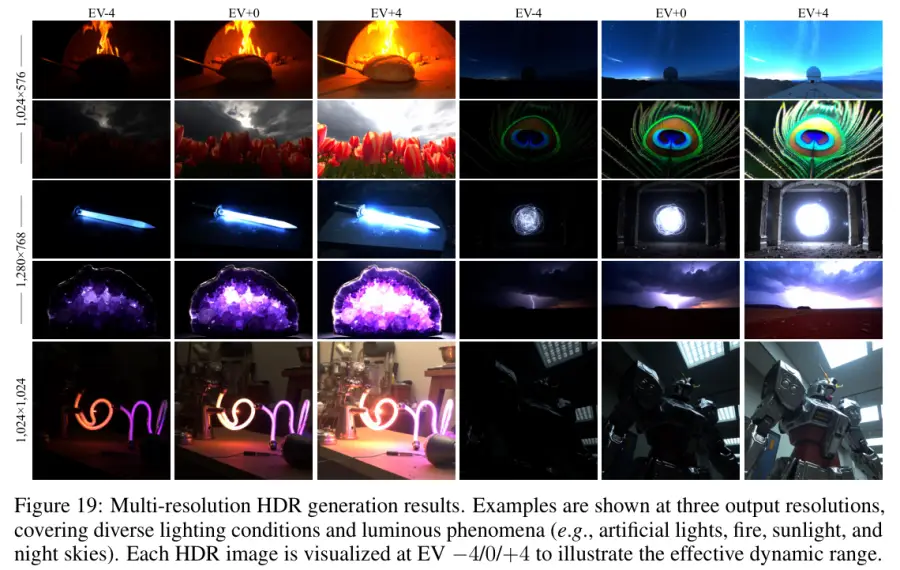 EV-4 EV+0 EV+4 EV-4 EV+0 EV+4
1,024×576
1,280×768
1,024×1,024
Figure 19: Multi-resolution HDR generation results. Examples are shown at three output resolutions,
covering diverse lighting conditions and luminous phenomena (e.g., artificial lights, fire, sunlight, and
night skies). Each HDR image is visualized at EV −4/0/+4 to illustrate the effective dynamic range.